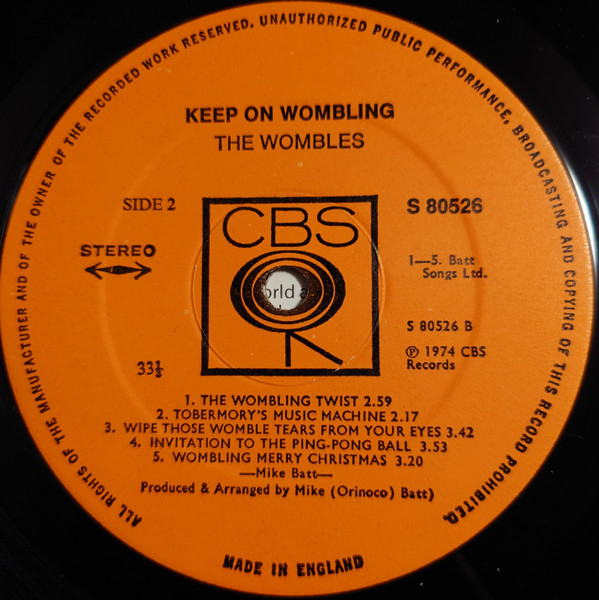 ALL RIGHTS OF THE MANUFACTURER AND OF THE OWNER OF THE RECORDED WORK RESERVED. UNAUTHORIZED PUBLIC PERFORMANCE, BROADCASTING AND COPYING OF THIS RECORD PROHIBITED.
KEEP ON WOMBLING
THE WOMBLES
SIDE 2
S 80526
CBS
STEREO
1—5. Batt
Songs Ltd.
orld a
S 80526 B
℗ 1974 CBS
Records
33⅓
1. THE WOMBLING TWIST 2.59
2. TOBERMORY'S MUSIC MACHINE 2.17
3. WIPE THOSE WOMBLE TEARS FROM YOUR EYES 3.42
4. INVITATION TO THE PING-PONG BALL 3.53
5. WOMBLING MERRY CHRISTMAS 3.20
—Mike Batt—
Produced & Arranged by Mike (Orinoco) Batt)
MADE IN ENGLAND